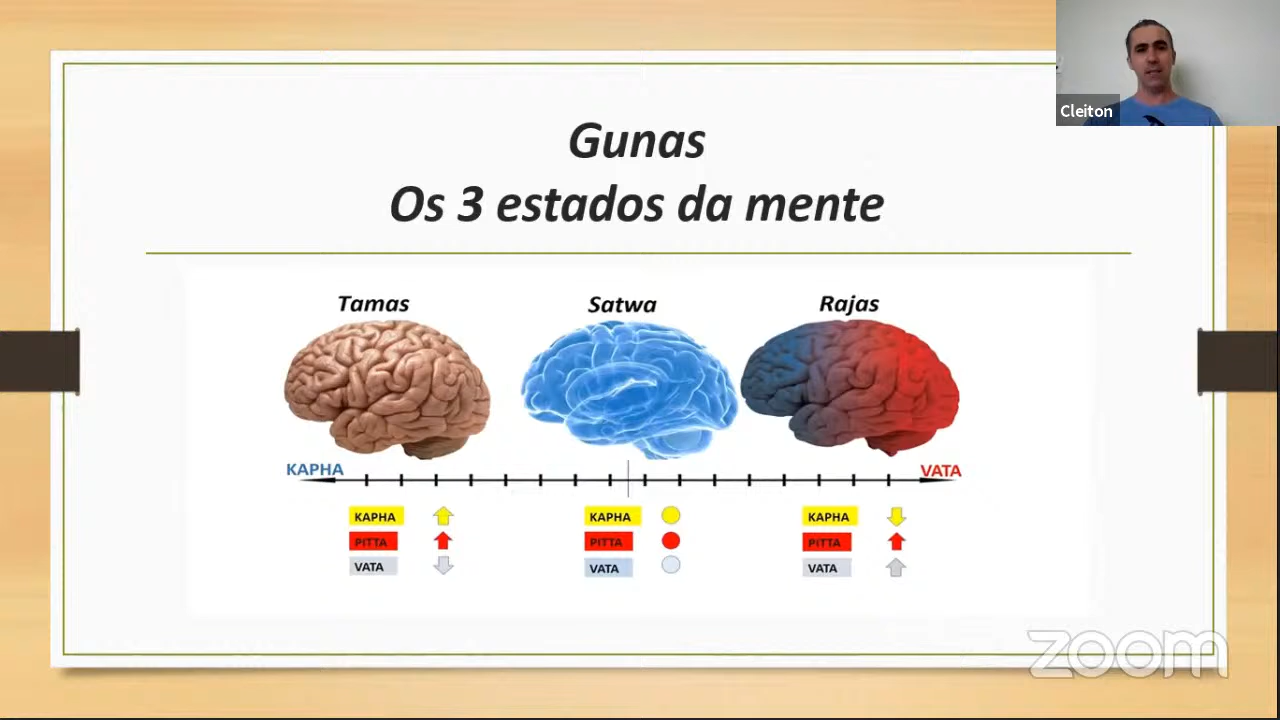 Cleiton
Gunas
Os 3 estados da mente
Tamas
Satwa
Rajas
KAPHA
VATA
KAPHA
PITTA
VATA
KAPHA
PITTA
VATA
KAPHA
PITTA
VATA
zoom